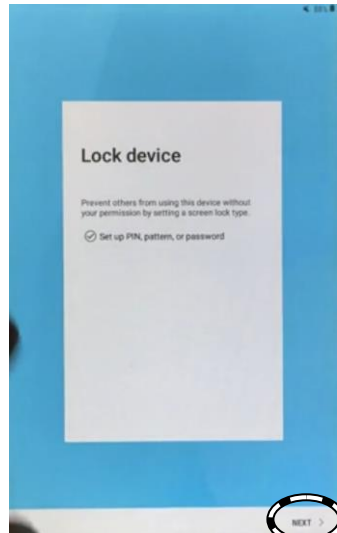 Lock device
Prevent others from using this device without
your permission by setting a screen lock type.
Set up PIN, pattern, or password
NEXT